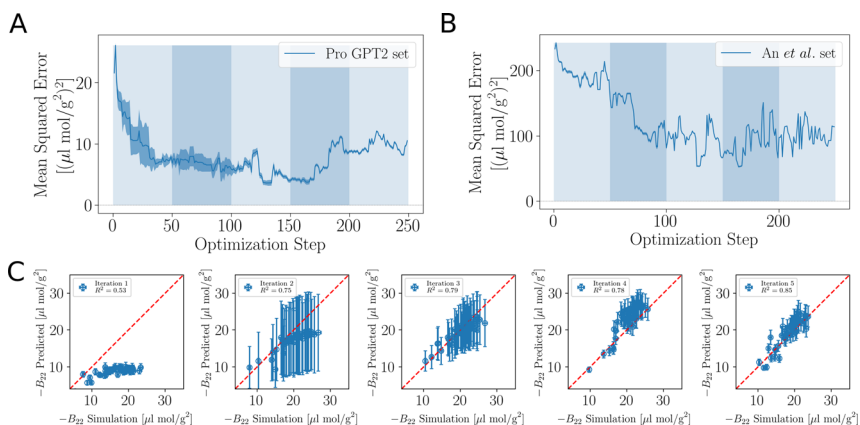 A
Mean Squared Error
[(μl mol/g²)²]
20
10
0
Pro GPT2 set
0 50 100 150 200 250
Optimization Step
B
Mean Squared Error
[(μl mol/g²)²]
200
100
0
An et al. set
0 100 200
Optimization Step
C
−B₂₂ Predicted [μl mol/g²]
30
20
10
Iteration 1
R² = 0.53
10 20 30
−B₂₂ Simulation [μl mol/g²]
−B₂₂ Predicted [μl mol/g²]
30
20
10
Iteration 2
R² = 0.75
10 20 30
−B₂₂ Simulation [μl mol/g²]
−B₂₂ Predicted [μl mol/g²]
30
20
10
Iteration 3
R² = 0.79
10 20 30
−B₂₂ Simulation [μl mol/g²]
−B₂₂ Predicted [μl mol/g²]
30
20
10
Iteration 4
R² = 0.78
10 20 30
−B₂₂ Simulation [μl mol/g²]
−B₂₂ Predicted [μl mol/g²]
30
20
10
Iteration 5
R² = 0.85
10 20 30
−B₂₂ Simulation [μl mol/g²]